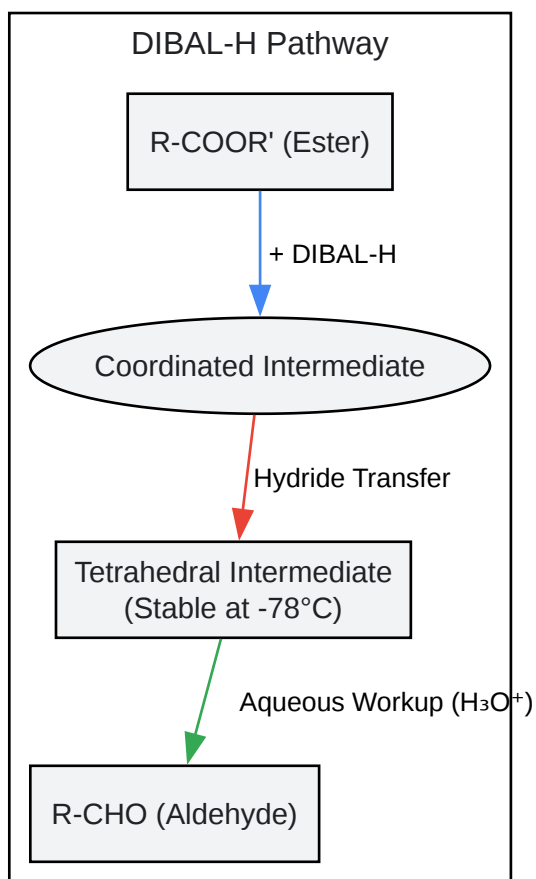 DIBAL-H Pathway
R-COOR' (Ester)
+ DIBAL-H
Coordinated Intermediate
Hydride Transfer
Tetrahedral Intermediate
(Stable at -78°C)
Aqueous Workup (H₃O⁺)
R-CHO (Aldehyde)